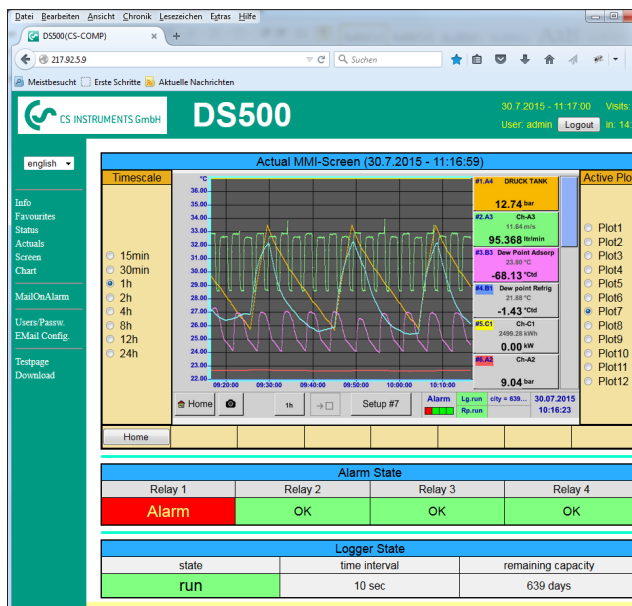 Datei Bearbeiten Ansicht Chronik Lesezeichen Extras Hilfe
DS500(CS-COMP)
217.92.5.9
Suchen
Meistbesucht Erste Schritte Aktuelle Nachrichten
CS INSTRUMENTS GmbH
DS500
30.7.2015 - 11:17:00 Visits:
User: admin Logout in: 14:
english
Info
Favourites
Status
Actuals
Screen
Chart
MailOnAlarm
Users/Passw.
EMail Config.
Testpage
Download
Actual MMI-Screen (30.7.2015 - 11:16:59)
Timescale
15min
30min
1h
2h
4h
8h
12h
24h
°C
36.00
35.00
34.00
33.00
32.00
31.00
30.00
29.00
28.00
27.00
26.00
25.00
24.00
23.00
22.00
09:20:00 09:30:00 09:40:00 09:50:00 10:00:00 10:10:00
#1.A4 DRUCK TANK
12.74 bar
#2.A3 Ch-A3
11.64 m/s
95.368 ltr/min
#3.B3 Dew Point Adsorp
23.80 °C
-68.13 °Ctd
#4.B1 Dew point Refrig
21.88 °C
-1.43 °Ctd
#5.C1 Ch-C1
2499.28 kWh
0.00 kW
#6.A2 Ch-A2
9.04 bar
Active Plo
Plot1
Plot2
Plot3
Plot4
Plot5
Plot6
Plot7
Plot8
Plot9
Plot10
Plot11
Plot12
Home
1h
Setup #7
Alarm
Lg.run
Rp.run
city = 639...
30.07.2015
10:16:23
Home
Alarm State
Relay 1 Relay 2 Relay 3 Relay 4
Alarm OK OK OK
Logger State
state time interval remaining capacity
run 10 sec 639 days